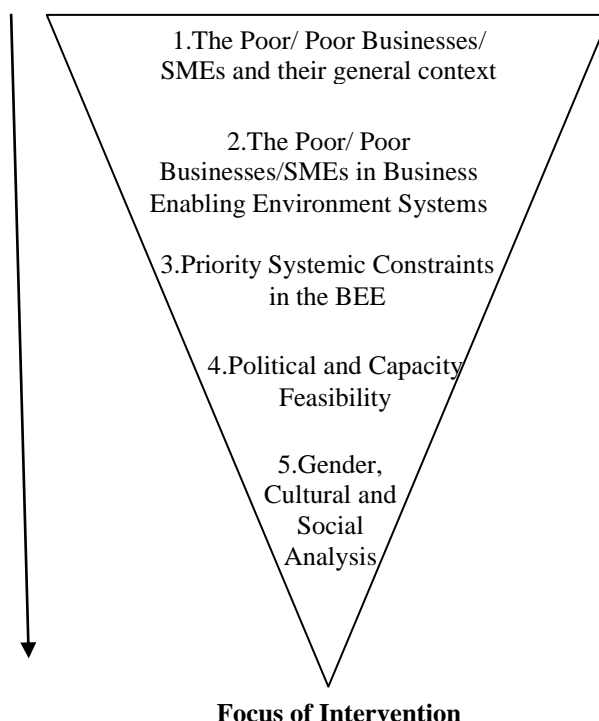 1.The Poor/ Poor Businesses/
SMEs and their general context
2.The Poor/ Poor
Businesses/SMEs in Business
Enabling Environment Systems
3.Priority Systemic Constraints
in the BEE
4.Political and Capacity
Feasibility
5.Gender,
Cultural and
Social
Analysis
Focus of Intervention